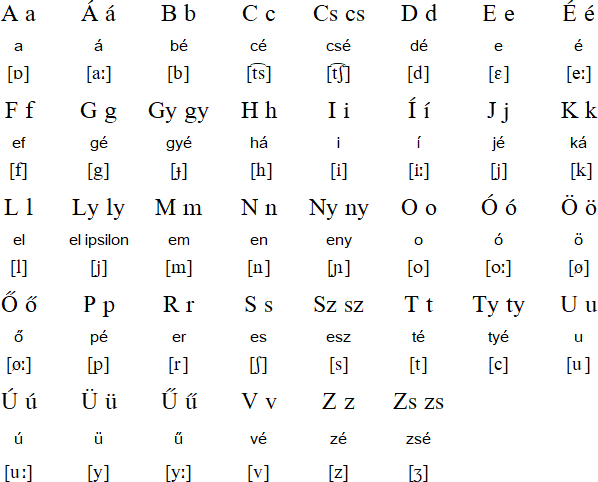 A a Á á B b C c Cs cs D d E e É é
a á bé cé csé dé e é
[ɒ] [aː] [b] [t͡s] [t͡ʃ] [d] [ɛ] [eː]
F f G g Gy gy H h I i Í í J j K k
ef gé gyé há i í jé ká
[f] [g] [ɟ] [h] [i] [iː] [j] [k]
L l Ly ly M m N n Ny ny O o Ó ó Ö ö
el el ipsilon em en eny o ó ö
[l] [j] [m] [n] [ɲ] [o] [oː] [ø]
Ő ő P p R r S s Sz sz T t Ty ty U u
ő pé er es esz té tyé u
[øː] [p] [r] [ʃ] [s] [t] [c] [u]
Ú ú Ü ü Ű ű V v Z z Zs zs
ú ü ű vé zé zsé
[uː] [y] [yː] [v] [z] [ʒ]